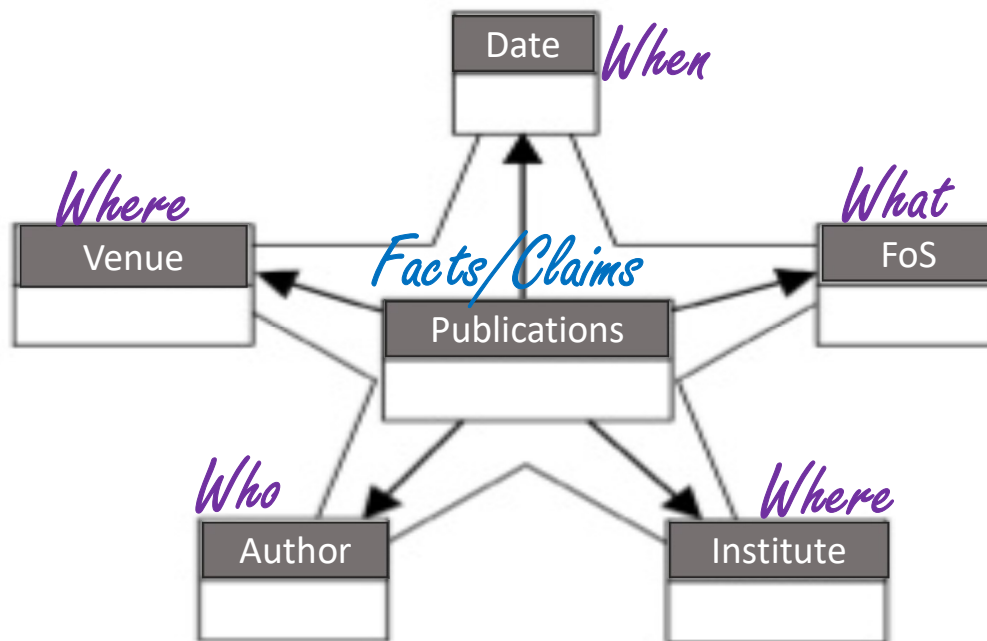 Date
When
Where
What
Venue
FoS
Facts/Claims
Publications
Who
Where
Author
Institute